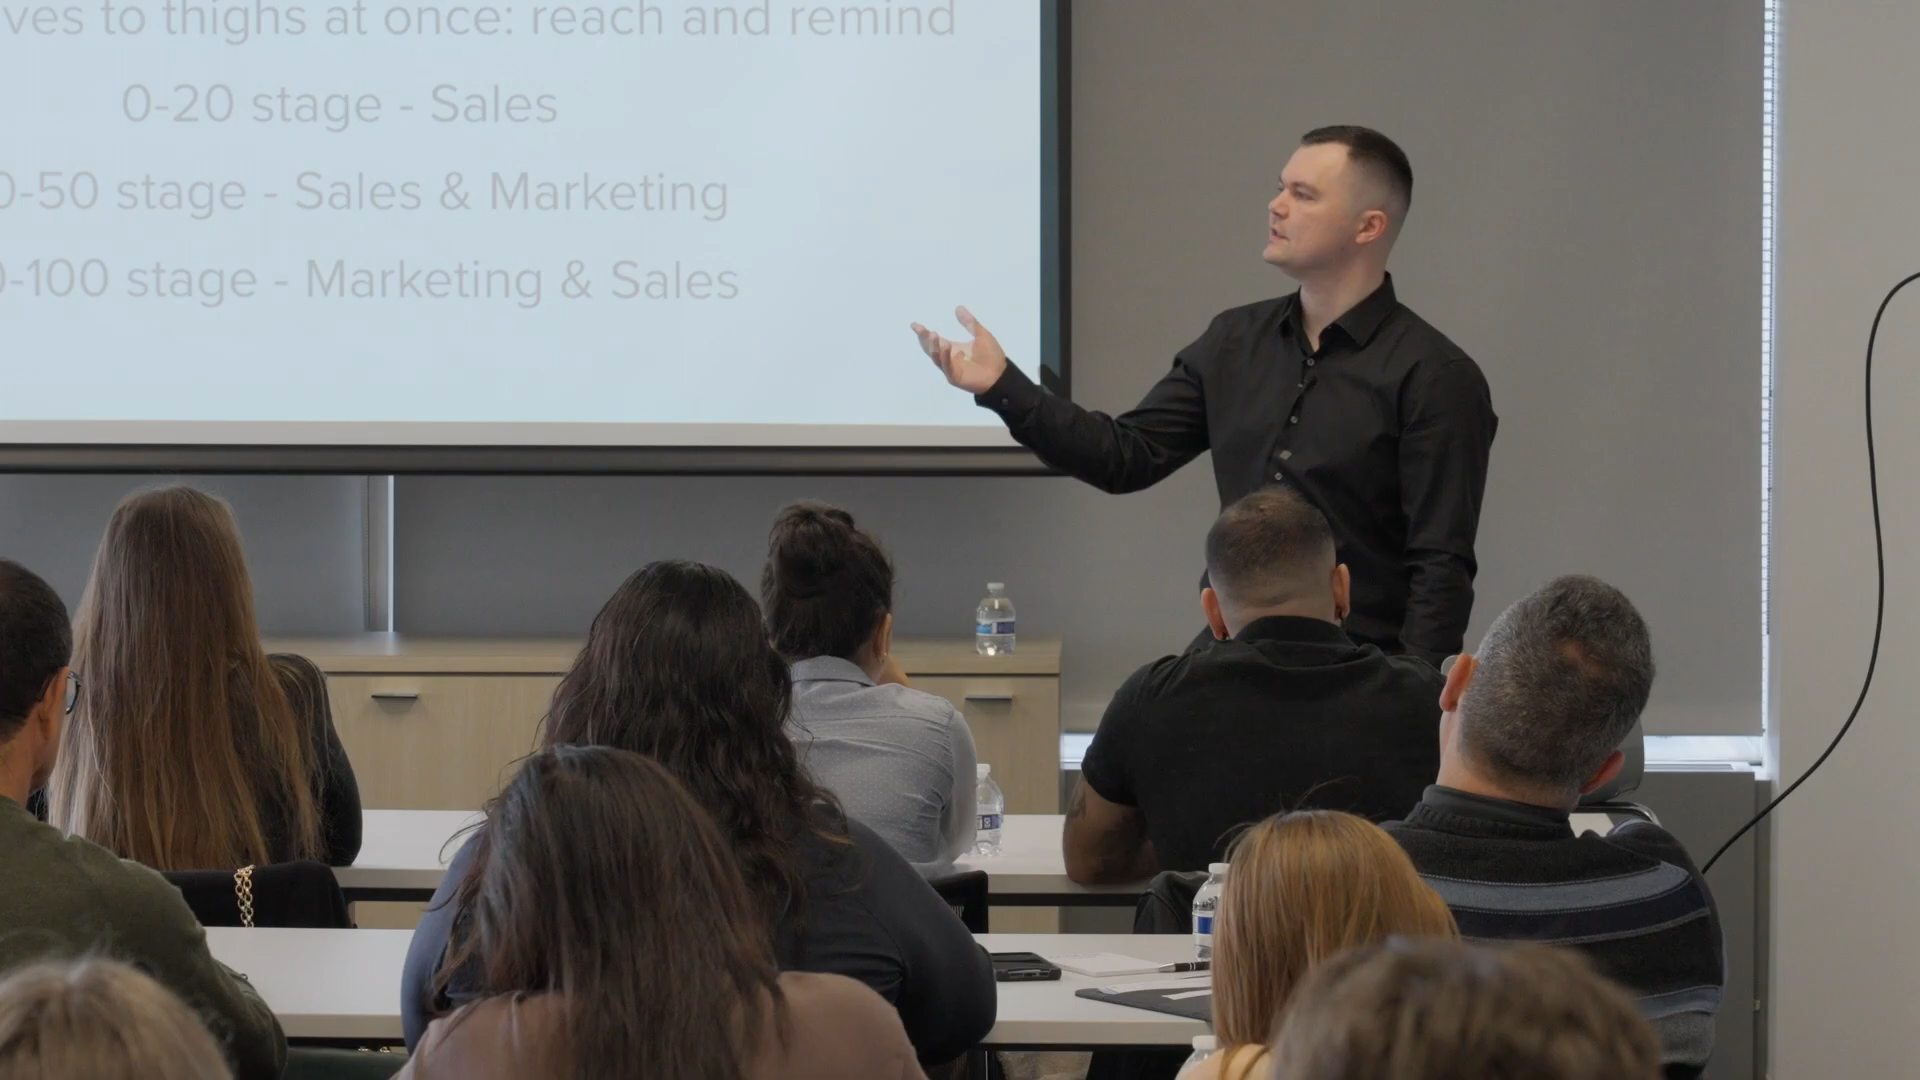 ves to thighs at once: reach and remind
0-20 stage - Sales
0-50 stage - Sales & Marketing
0-100 stage - Marketing & Sales